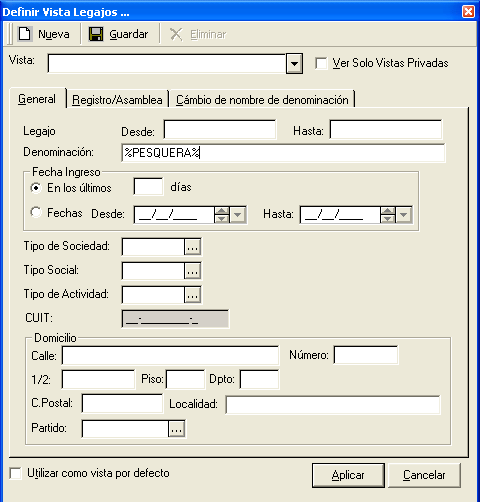 Definir Vista Legajos ...
Nueva Guardar Eliminar
Vista: Ver Solo Vistas Privadas
General Registro/Asamblea Cámbio de nombre de denominación
Legajo Desde: Hasta:
Denominación: %PESQUERA%
Fecha Ingreso
En los últimos días
Fechas Desde: __/__/___ Hasta: __/__/___
Tipo de Sociedad: ...
Tipo Social: ...
Tipo de Actividad: ...
CUIT: __-________-_
Domicilio
Calle: Número:
1/2: Piso: Dpto:
C.Postal: Localidad:
Partido: ...
Utilizar como vista por defecto Aplicar Cancelar